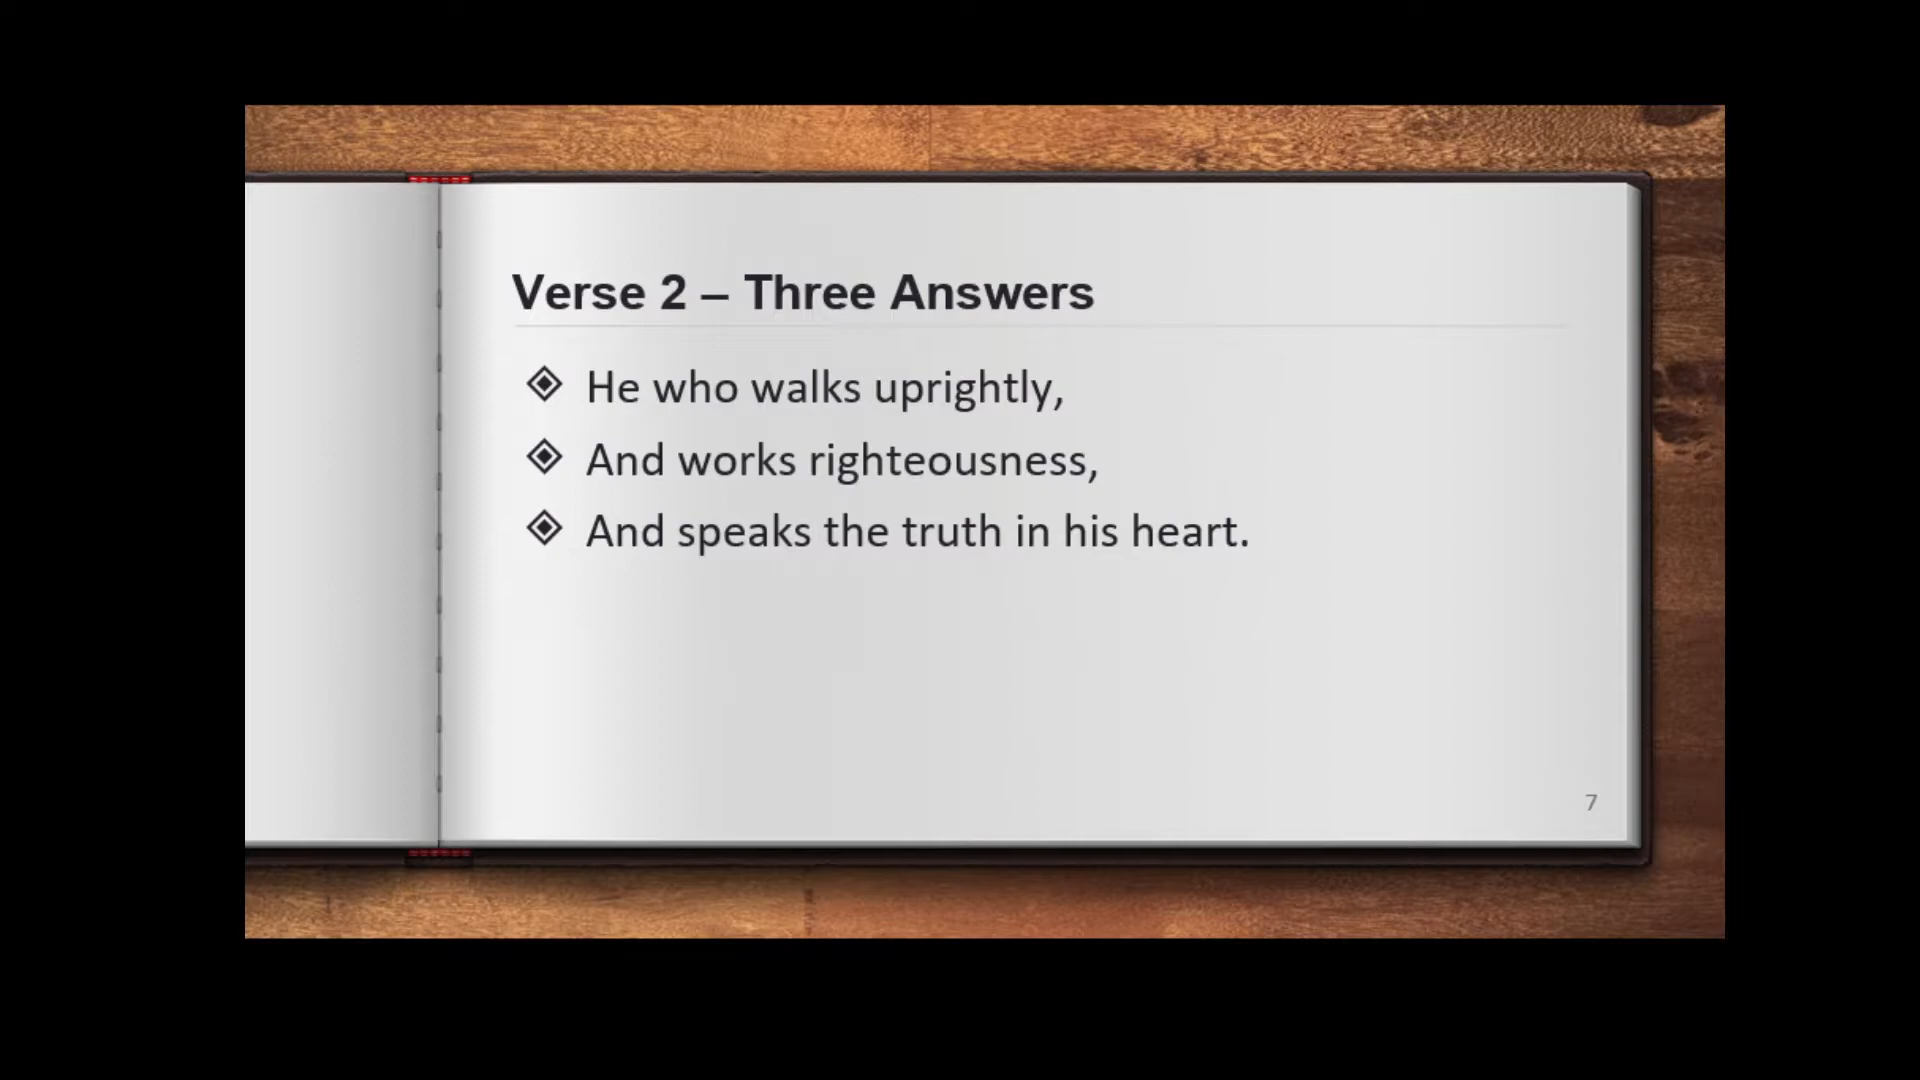 Verse 2 – Three Answers
He who walks uprightly,
And works righteousness,
And speaks the truth in his heart.
7